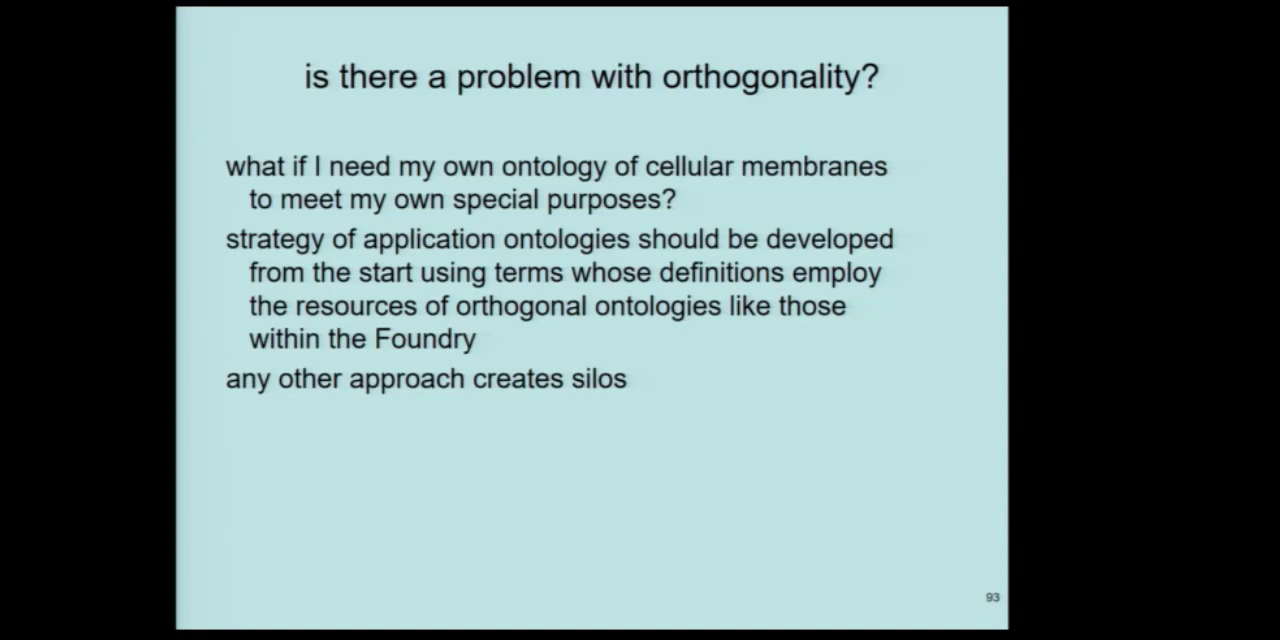 is there a problem with orthogonality?
what if I need my own ontology of cellular membranes
to meet my own special purposes?
strategy of application ontologies should be developed
from the start using terms whose definitions employ
the resources of orthogonal ontologies like those
within the Foundry
any other approach creates silos
93